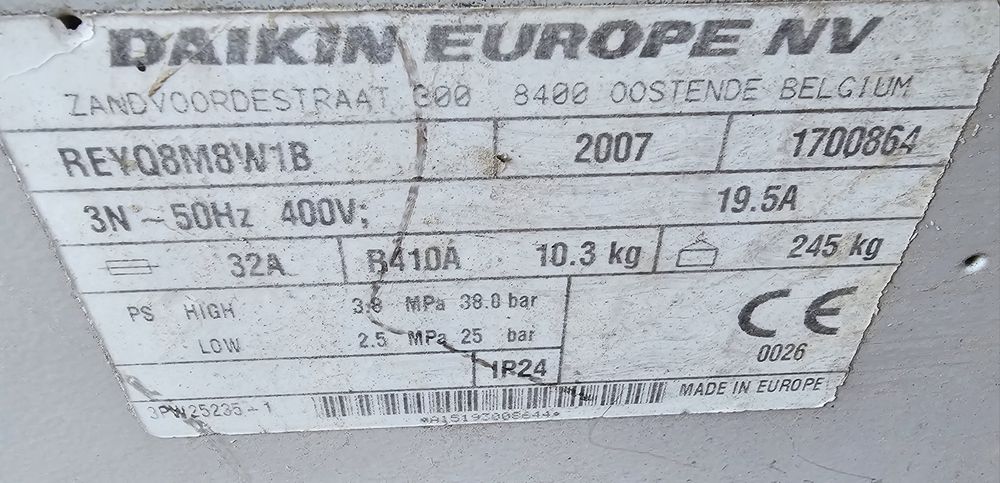 DAIKIN EUROPE NV
ZANDVOORDESTRAAT 300 8400 OOSTENDE BELGIUM
REYQ8M8W1B 2007 1700864
3N ~ 50Hz 400V; 19.5A
32A R410A 10.3 kg 245 kg
PS HIGH 3.8 MPa 38.0 bar
LOW 2.5 MPa 25 bar
CE
0026
IP24
3PW25235-1 MADE IN EUROPE